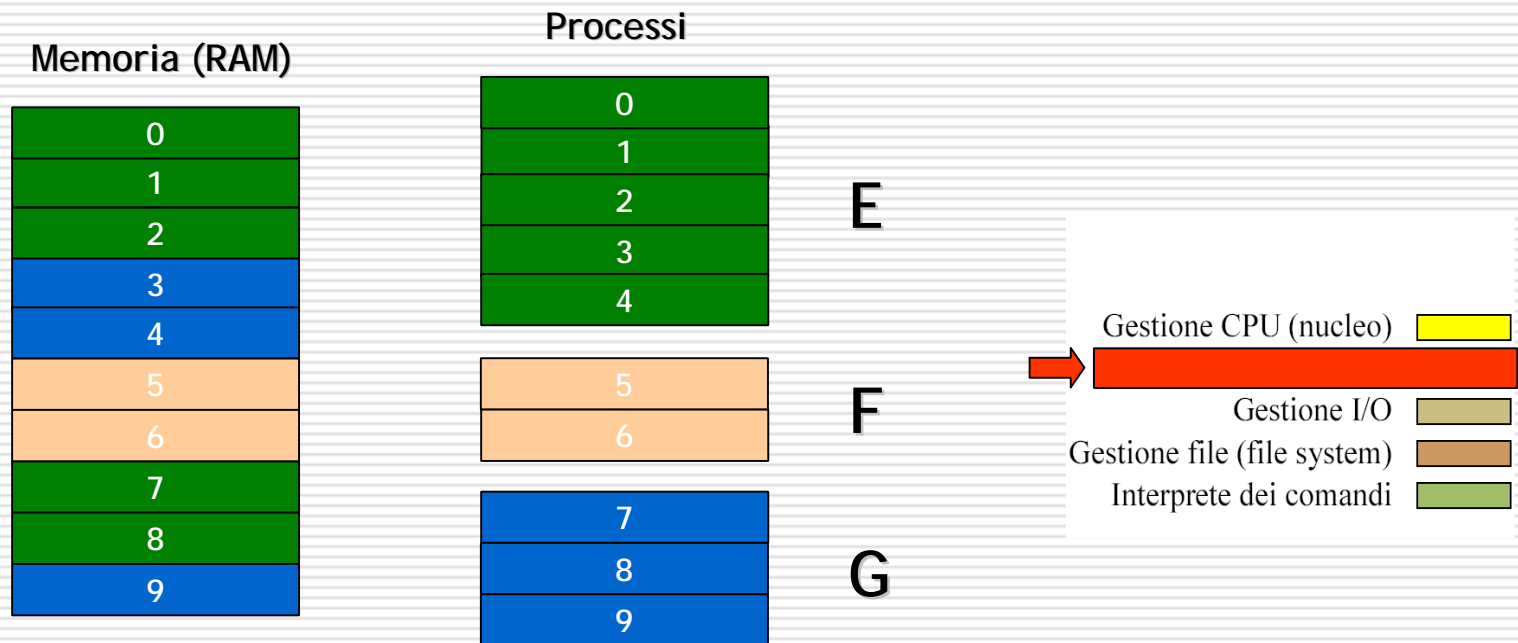 Memoria (RAM)
0
1
2
3
4
5
6
7
8
9
Processi
0
1
2
3
4
E
5
6
F
7
8
9
G
Gestione CPU (nucleo)
Gestione I/O
Gestione file (file system)
Interprete dei comandi